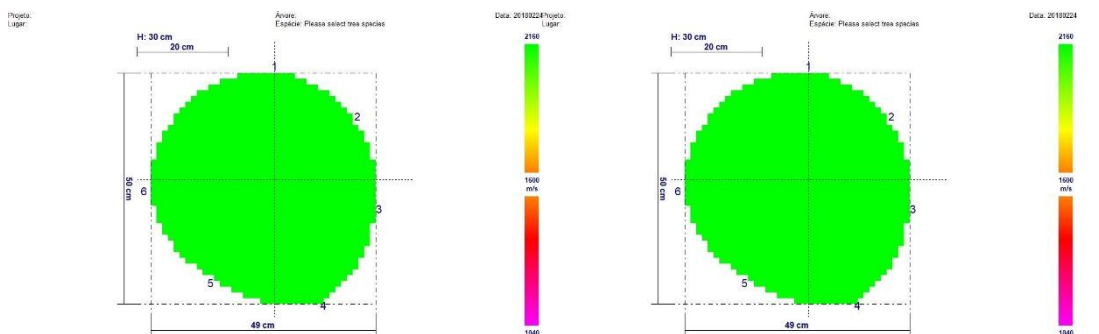 Projeto:
Lugar:
Árvore:
Espécie: Please select tree species
Data: 20180224
H: 30 cm
20 cm
1
2
3
4
5
6
50 cm
49 cm
2160
1600
m/s
1040
Projeto:
Lugar:
Árvore:
Espécie: Please select tree species
Data: 20180224
H: 30 cm
20 cm
1
2
3
4
5
6
50 cm
49 cm
2160
1600
m/s
1040